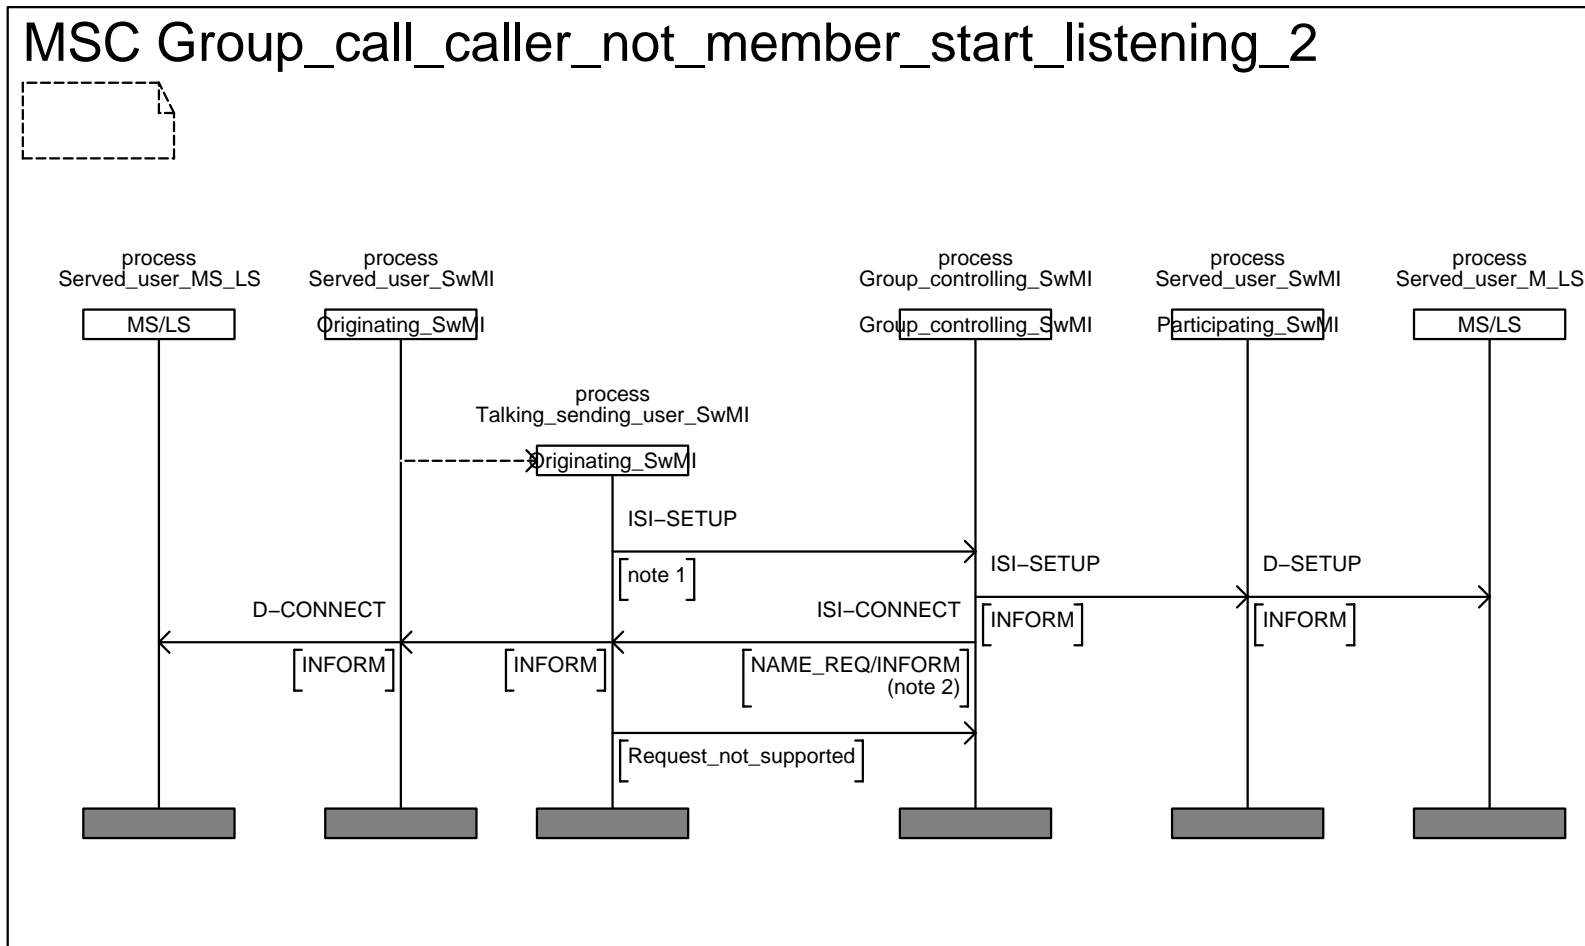 MSC Group_call_caller_not_member_start_listening_2
process
Served_user_MS_LS
MS/LS
process
Served_user_SwMI
Originating_SwMI
process
Group_controlling_SwMI
Group_controlling_SwMI
process
Served_user_SwMI
Participating_SwMI
process
Served_user_M_LS
MS/LS
process
Talking_sending_user_SwMI
Originating_SwMI
ISI−SETUP
note 1
ISI−SETUP
INFORM
D−SETUP
INFORM
D−CONNECT
INFORM
INFORM
ISI−CONNECT
NAME_REQ/INFORM
(note 2)
Request_not_supported